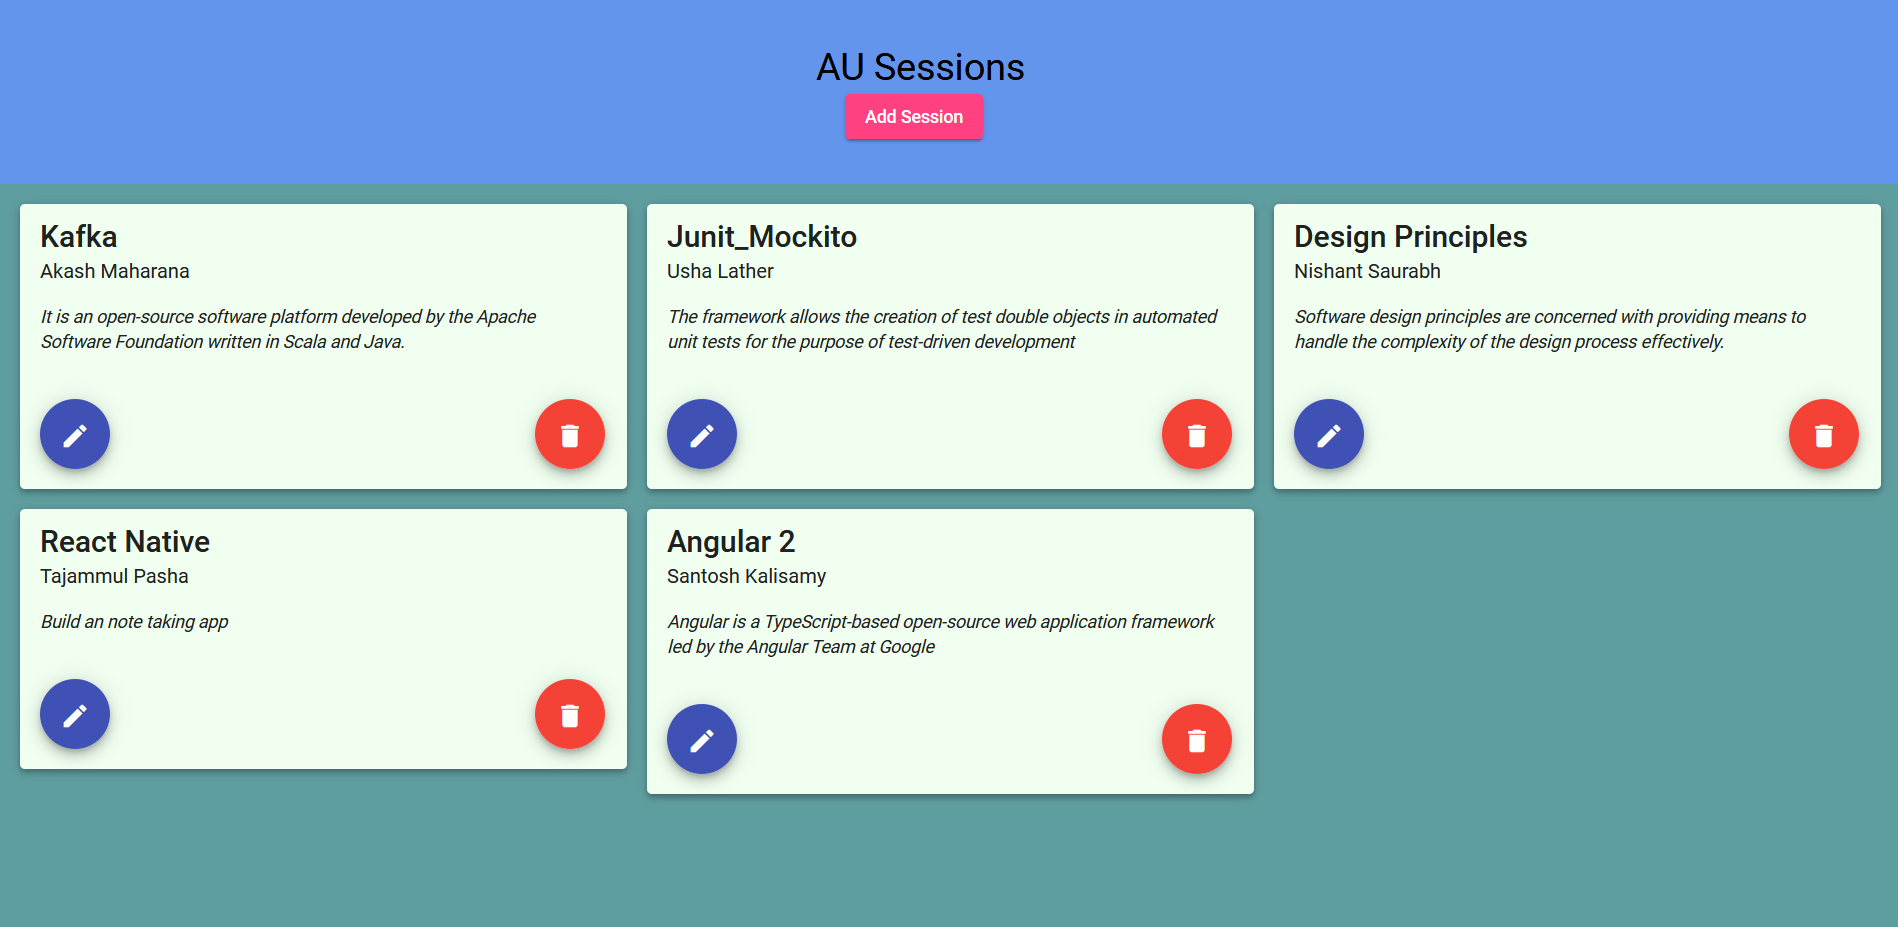 AU Sessions
Add Session
Kafka
Akash Maharana
It is an open-source software platform developed by the Apache
Software Foundation written in Scala and Java.
Junit_Mockito
Usha Lather
The framework allows the creation of test double objects in automated
unit tests for the purpose of test-driven development
Design Principles
Nishant Saurabh
Software design principles are concerned with providing means to
handle the complexity of the design process effectively.
React Native
Tajammul Pasha
Build an note taking app
Angular 2
Santosh Kalisamy
Angular is a TypeScript-based open-source web application framework
led by the Angular Team at Google